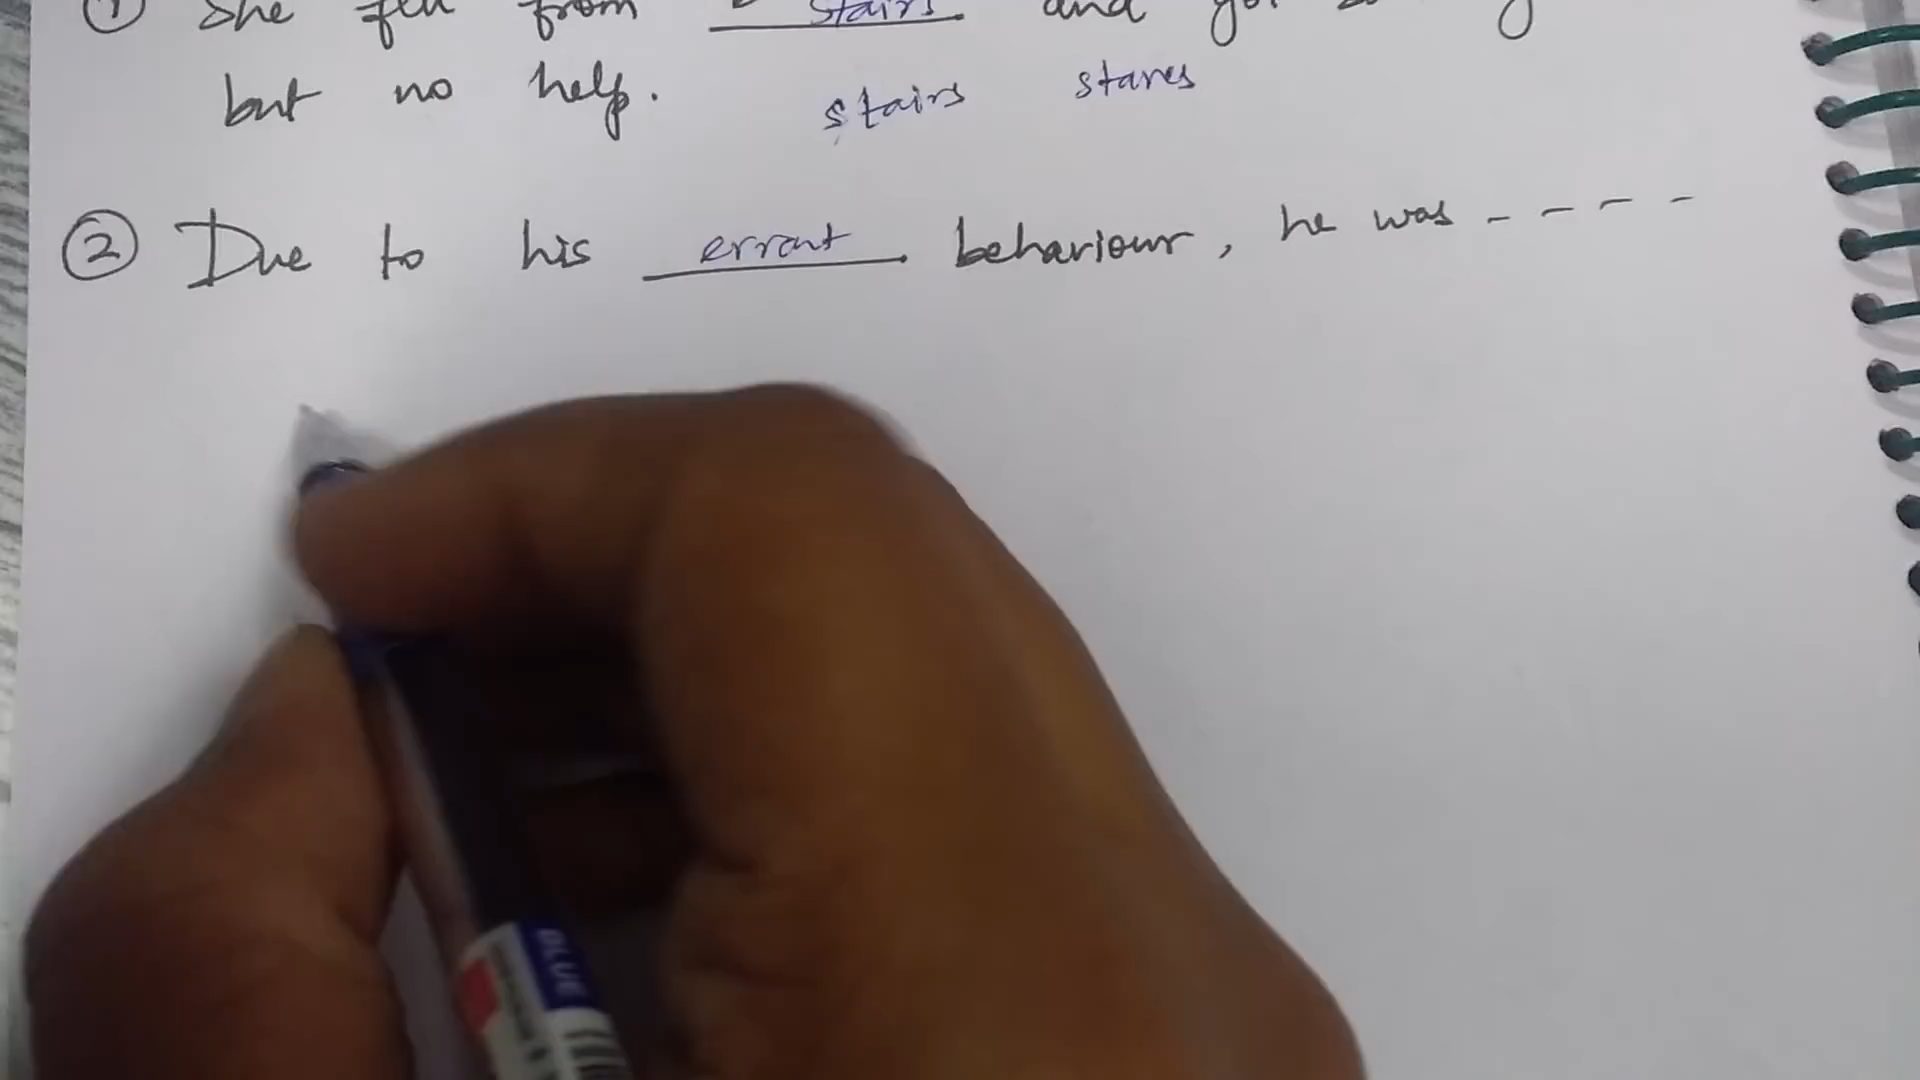 ① She fell from stairs and got
but no help. stairs stares
② Due to his errant behaviour, he was - - - -
BLUE